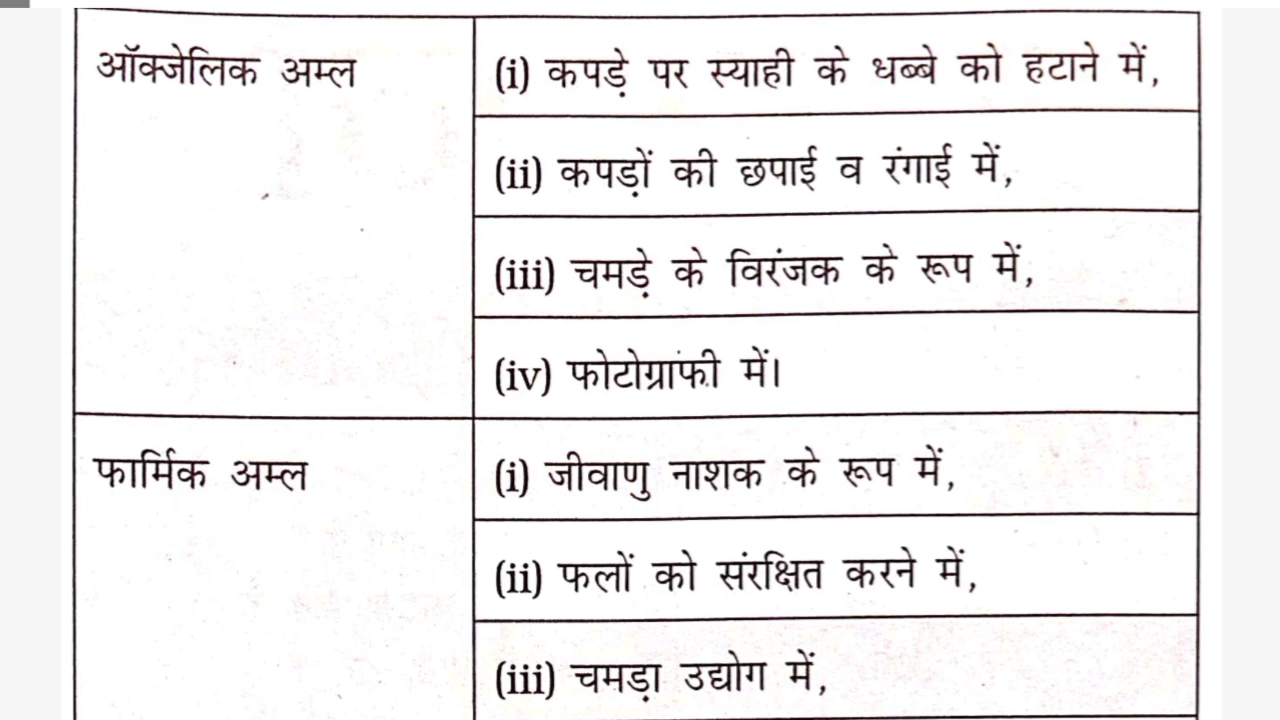 ऑक्जेलिक अम्ल
(i) कपड़े पर स्याही के धब्बे को हटाने में,
(ii) कपड़ों की छपाई व रंगाई में,
(iii) चमड़े के विरंजक के रूप में,
(iv) फोटोग्राफी में।
फार्मिक अम्ल
(i) जीवाणु नाशक के रूप में,
(ii) फलों को संरक्षित करने में,
(iii) चमड़ा उद्योग में,